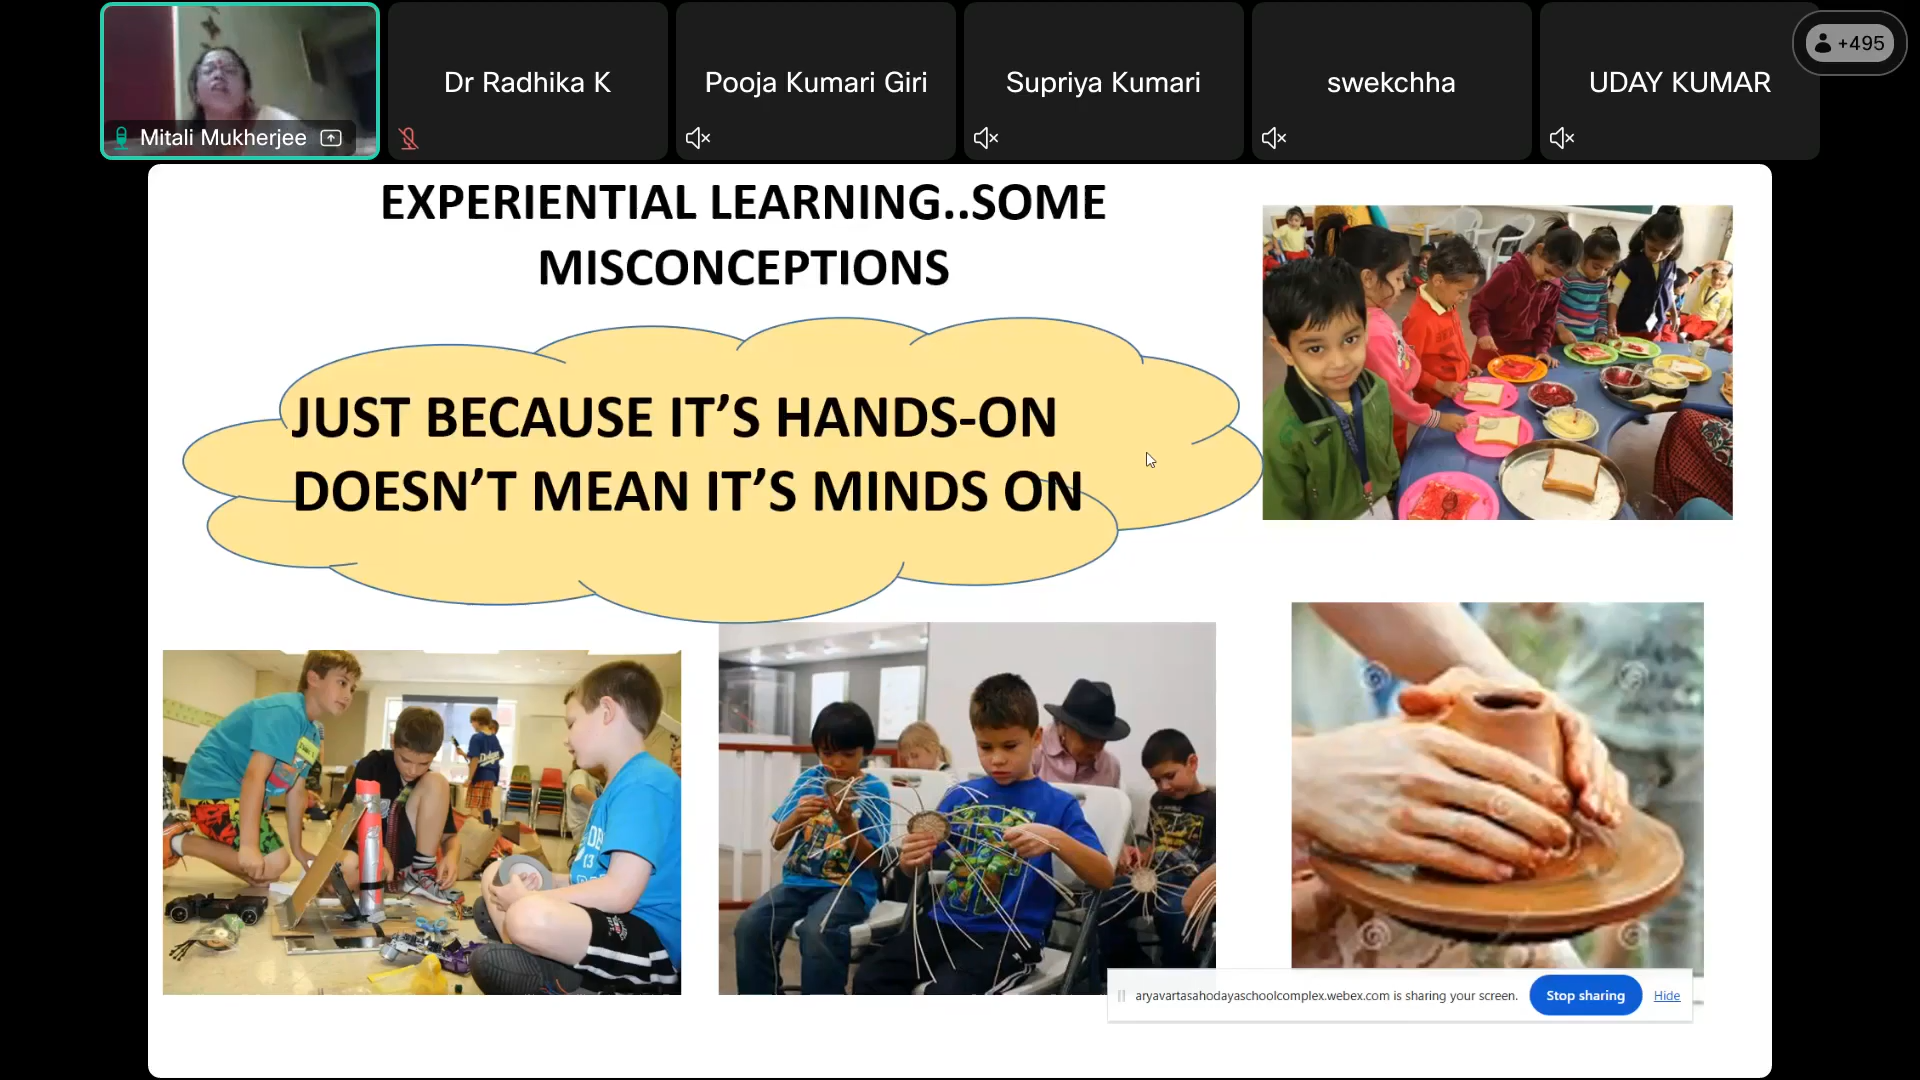 Mitali Mukherjee
Dr Radhika K
Pooja Kumari Giri
Supriya Kumari
swekchha
UDAY KUMAR
+495
EXPERIENTIAL LEARNING..SOME
MISCONCEPTIONS
JUST BECAUSE IT’S HANDS-ON
DOESN’T MEAN IT’S MINDS ON
aryavartasahodayaschoolcomplex.webex.com is sharing your screen.
Stop sharing
Hide